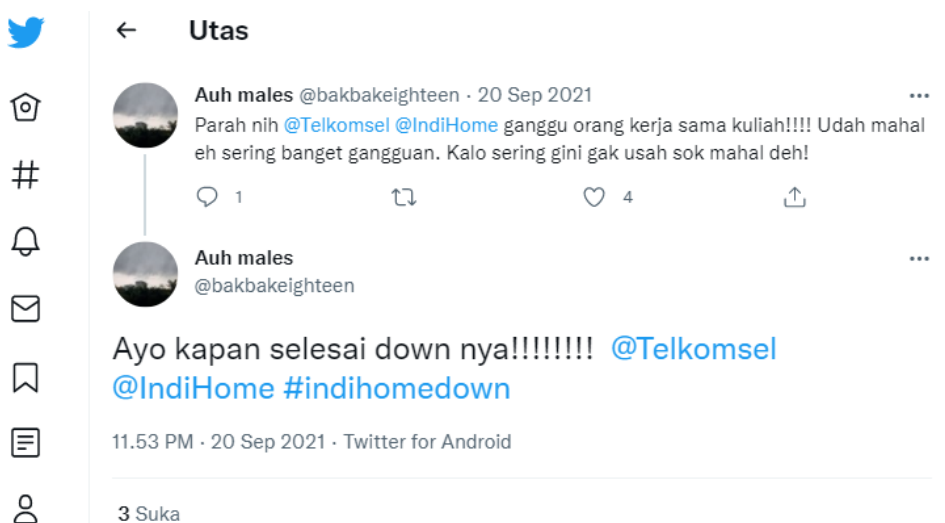 Utas
Auh males @bakbakeighteen · 20 Sep 2021
Parah nih @Telkomsel @IndiHome ganggu orang kerja sama kuliah!!!! Udah mahal
eh sering banget gangguan. Kalo sering gini gak usah sok mahal deh!
1 4
Auh males
@bakbakeighteen
Ayo kapan selesai down nya!!!!!!!! @Telkomsel
@IndiHome #indihomedown
11.53 PM · 20 Sep 2021 · Twitter for Android
3 Suka